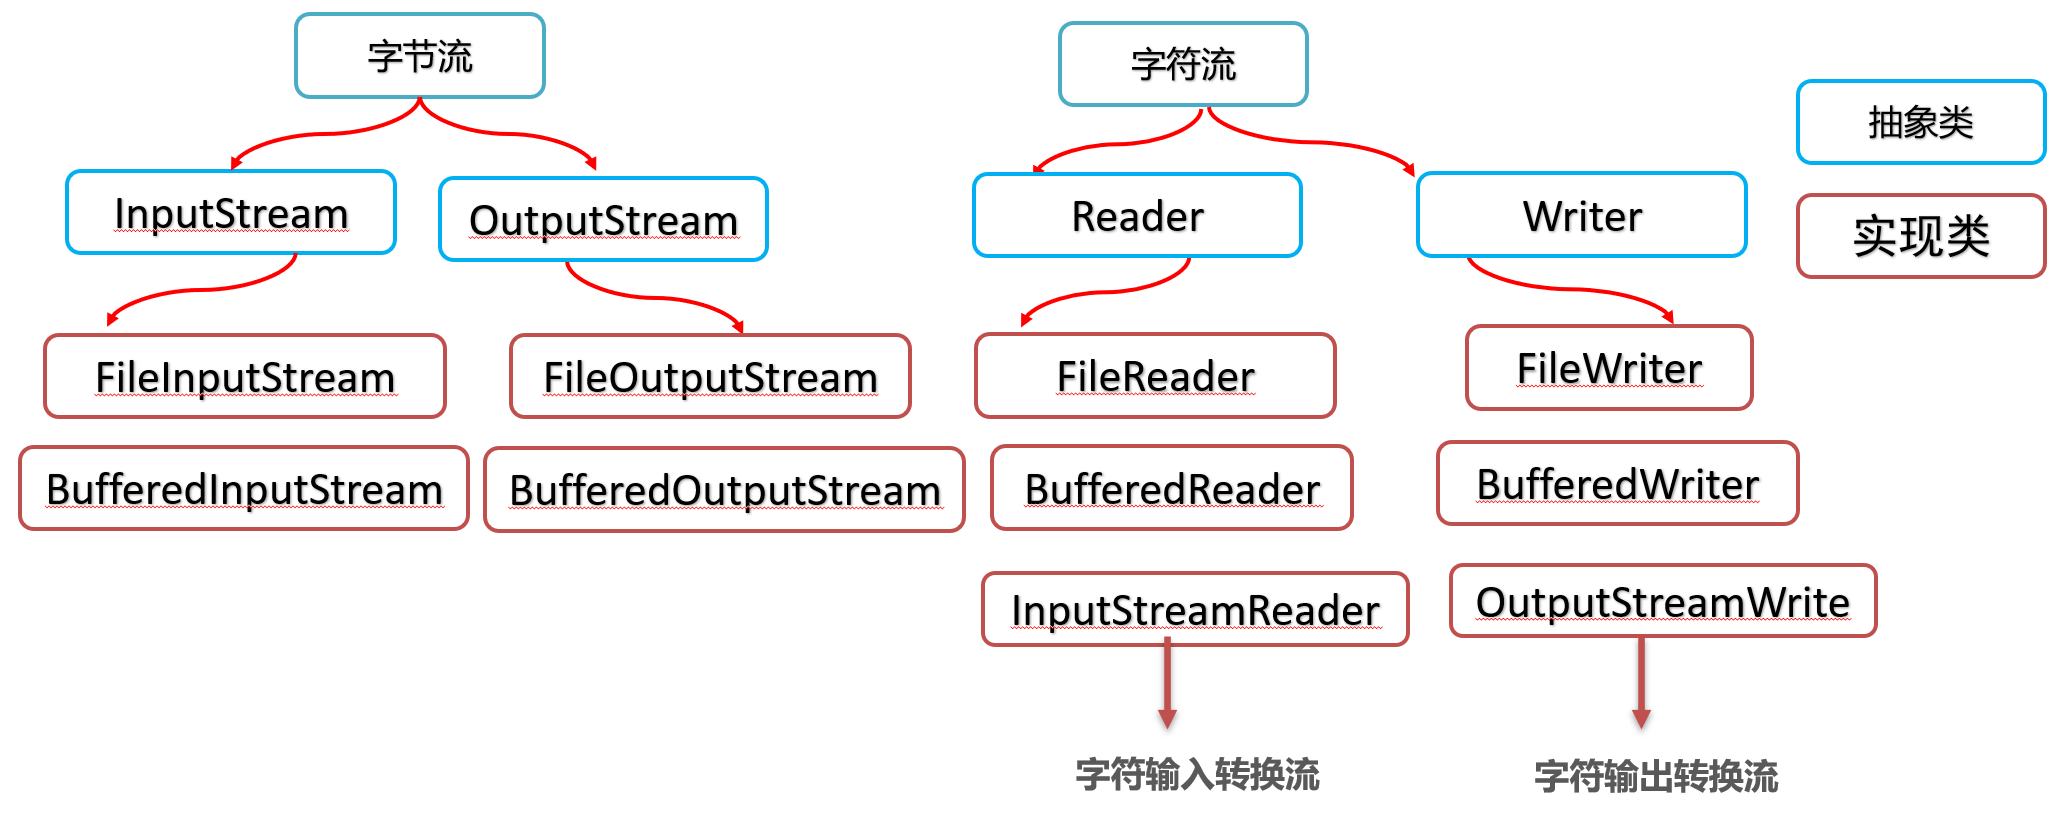 字节流
字符流
抽象类
InputStream
OutputStream
Reader
Writer
实现类
FileInputStream
FileOutputStream
FileReader
FileWriter
BufferedInputStream
BufferedOutputStream
BufferedReader
BufferedWriter
InputStreamReader
OutputStreamWrite
字符输入转换流
字符输出转换流